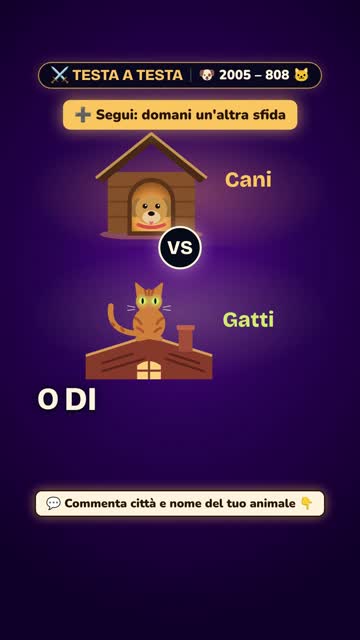 ⚔️ TESTA A TESTA | 🐶 2005 – 808 🐱
➕ Segui: domani un'altra sfida
Cani
VS
Gatti
O DI
💬 Commenta città e nome del tuo animale 👇